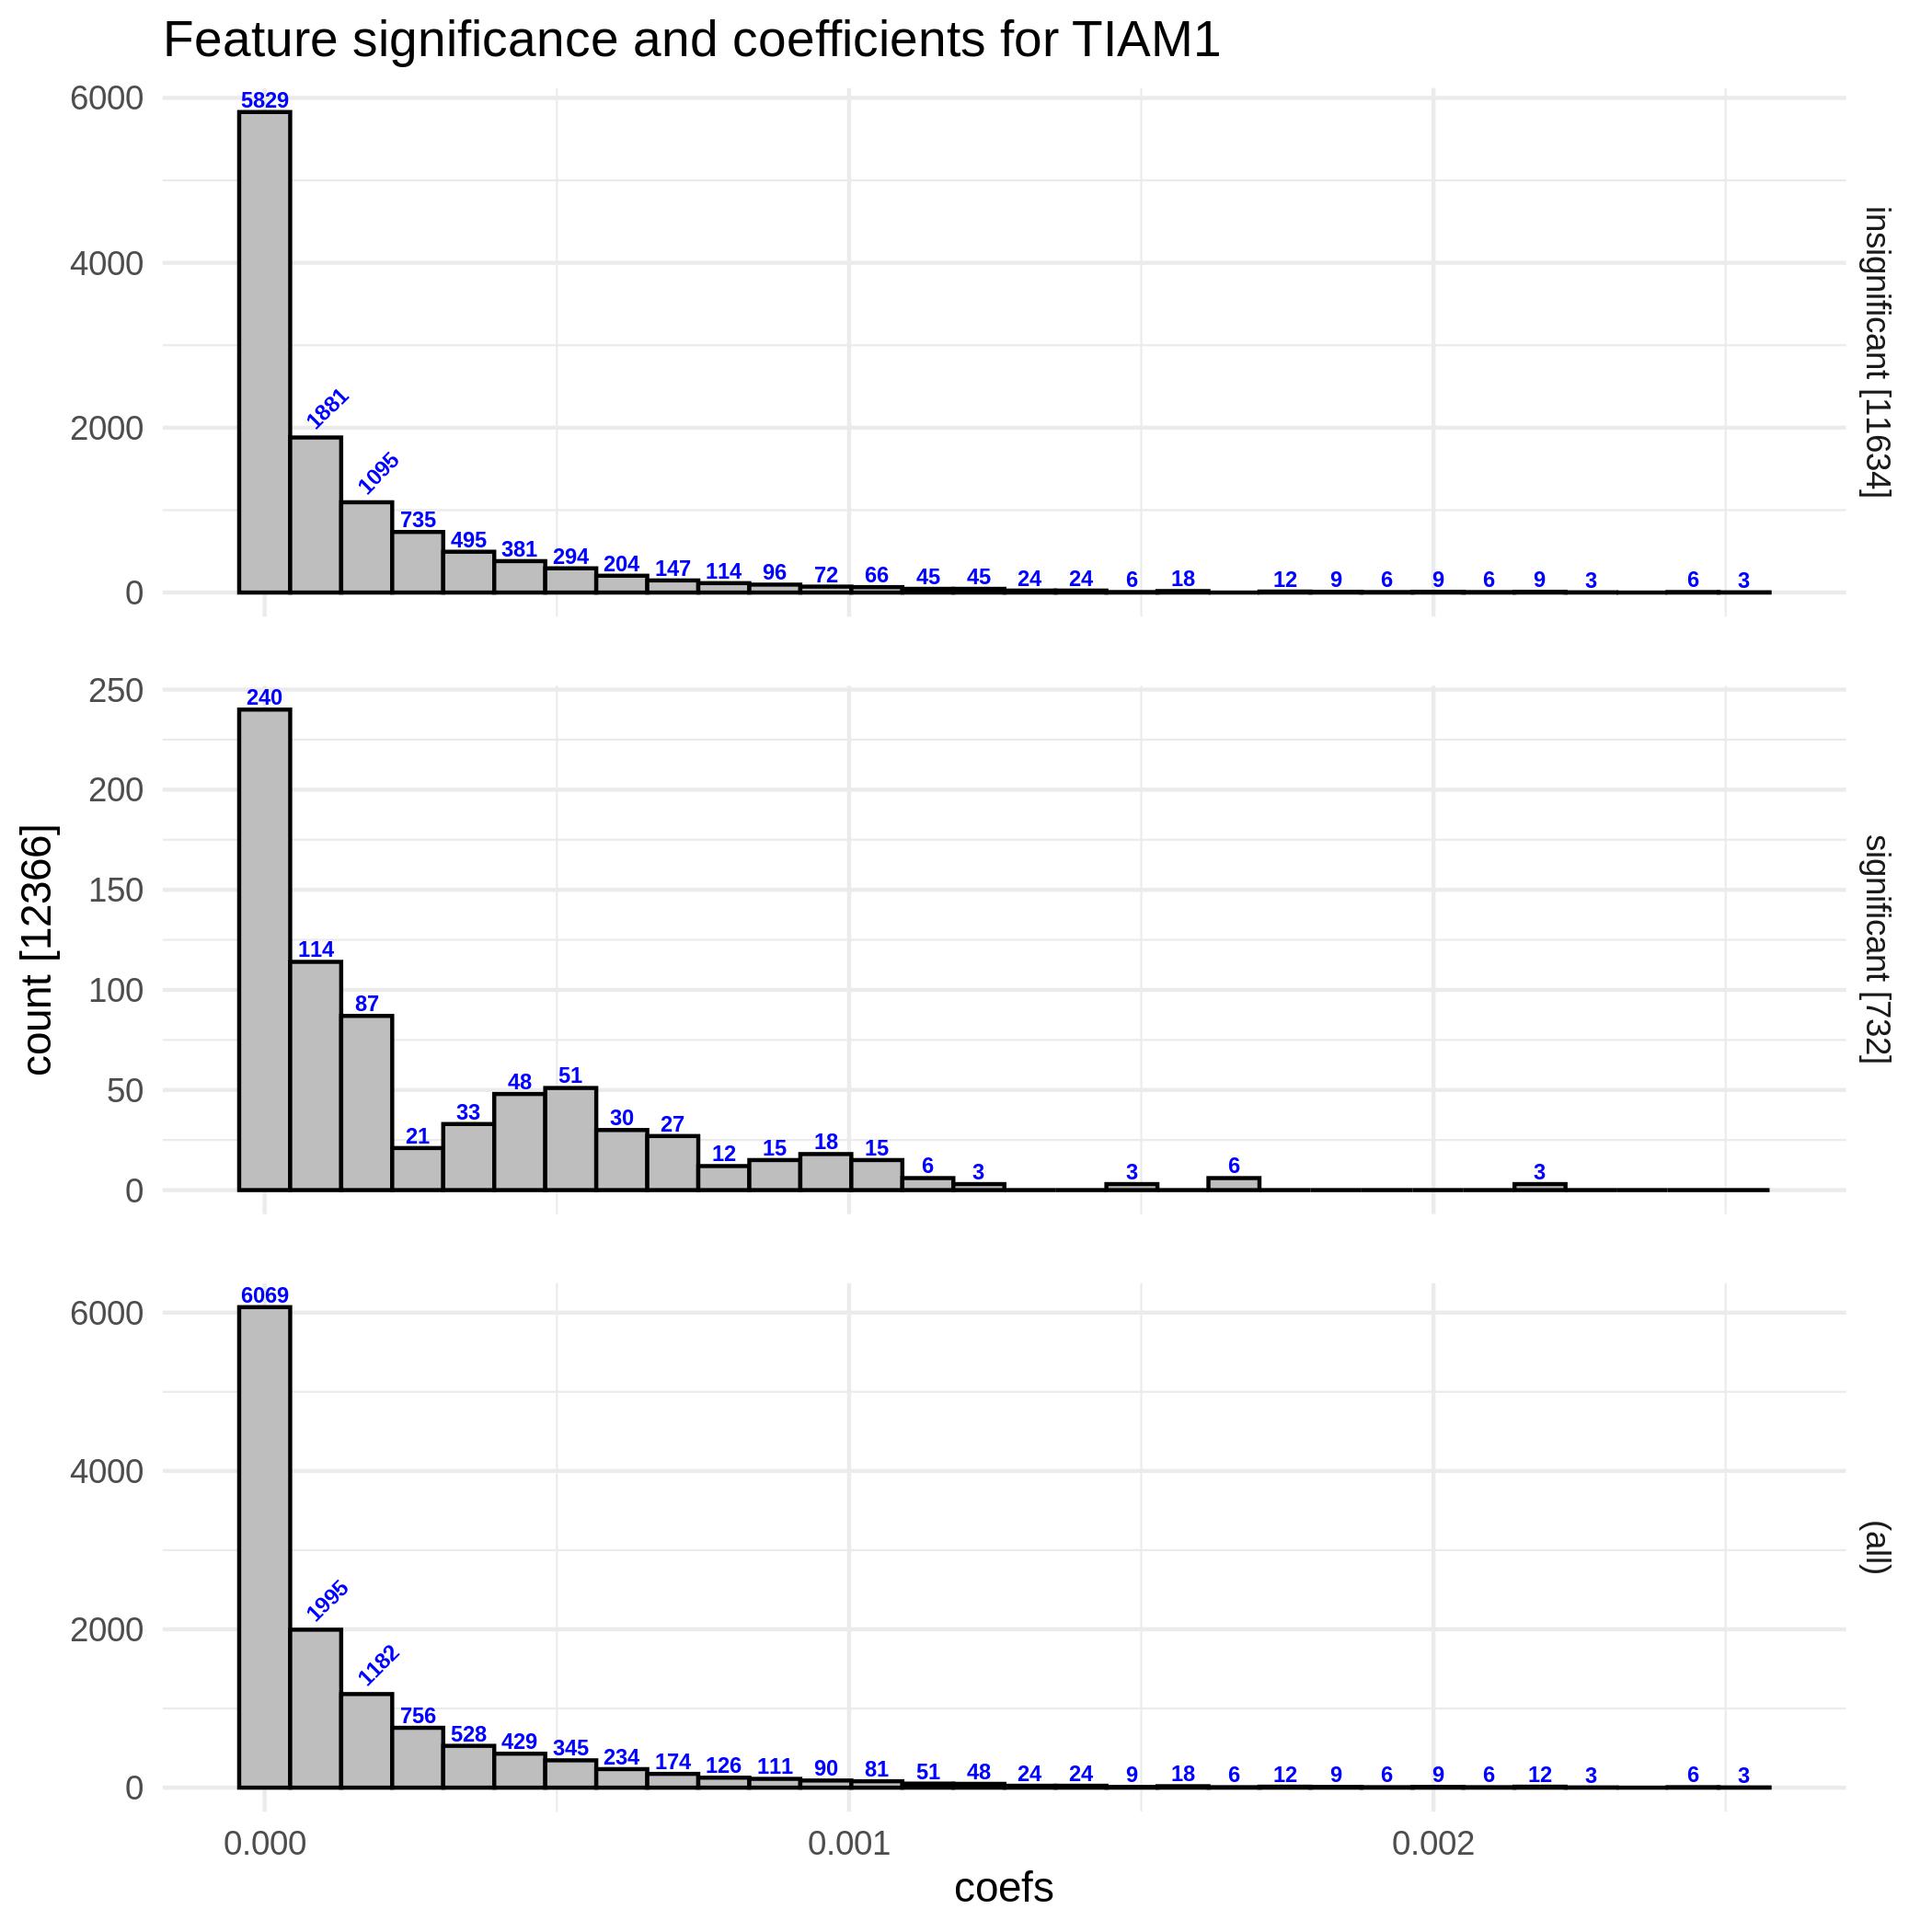 Feature significance and coefficients for TIAM1
6000
4000
2000
0
5829
1881
1095
735 495 381 294 204 147 114 96 72 66 45 45 24 24 6 18 12 9 6 9 6 9 3 6 3
insignificant [11634]
count [12366]
250
200
150
100
50
0
240
114
87
21 33 48 51 30 27 12 15 18 15 6 3 3 6 3
significant [732]
6000
4000
2000
0
6069
1995
1182
756 528 429 345 234 174 126 111 90 81 51 48 24 24 9 18 6 12 9 6 9 6 12 3 6 3
(all)
0.000 0.001 0.002
coefs